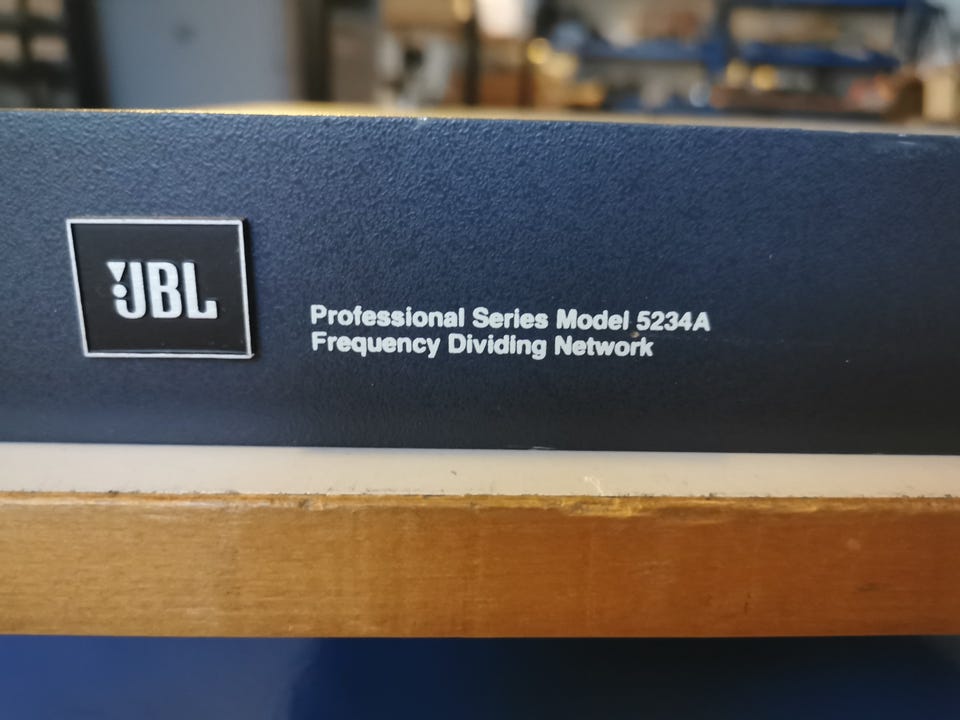 JBL
Professional Series Model 5234A
Frequency Dividing Network